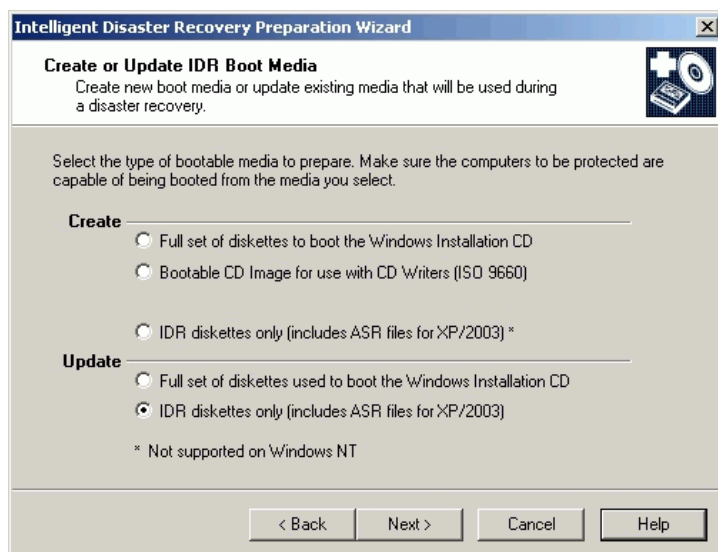 Intelligent Disaster Recovery Preparation Wizard
Create or Update IDR Boot Media
Create new boot media or update existing media that will be used during
a disaster recovery.
Select the type of bootable media to prepare. Make sure the computers to be protected are
capable of being booted from the media you select.
Create
Full set of diskettes to boot the Windows Installation CD
Bootable CD Image for use with CD Writers (ISO 9660)
IDR diskettes only (includes ASR files for XP/2003) *
Update
Full set of diskettes used to boot the Windows Installation CD
IDR diskettes only (includes ASR files for XP/2003)
* Not supported on Windows NT
< Back
Next >
Cancel
Help